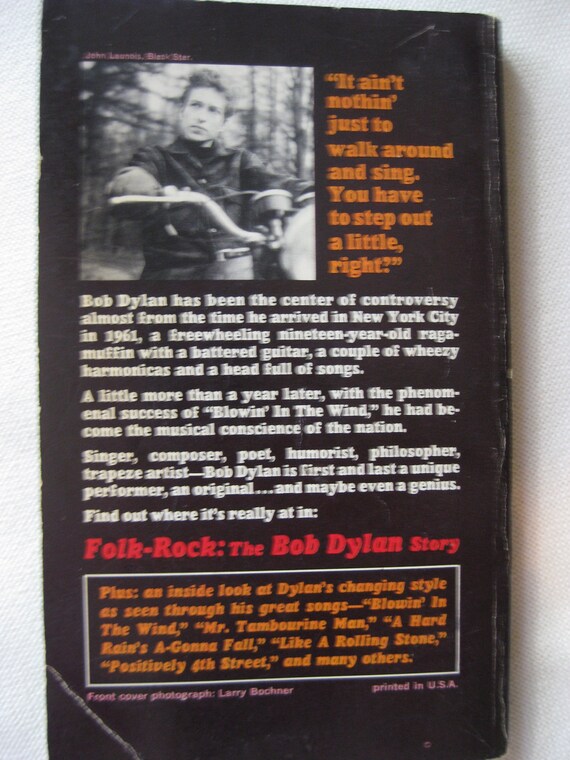 John Launois, Black Star.
"It ain't
nothin'
just to
walk around
and sing.
You have
to step out
a little,
right?"
Bob Dylan has been the center of controversy
almost from the time he arrived in New York City
in 1961, a freewheeling nineteen-year-old raga-
muffin with a battered guitar, a couple of wheezy
harmonicas and a head full of songs.
A little more than a year later, with the phenom-
enal success of "Blowin' In The Wind," he had be-
come the musical conscience of the nation.
Singer, composer, poet, humorist, philosopher,
trapeze artist—Bob Dylan is first and last a unique
performer, an original...and maybe even a genius.
Find out where it's really at in:
Folk-Rock: The Bob Dylan Story
Plus: an inside look at Dylan's changing style
as seen through his great songs—"Blowin' In
The Wind," "Mr. Tambourine Man," "A Hard
Rain's A-Gonna Fall," "Like A Rolling Stone,"
"Positively 4th Street," and many others.
Front cover photograph: Larry Bochner printed in U.S.A.
©